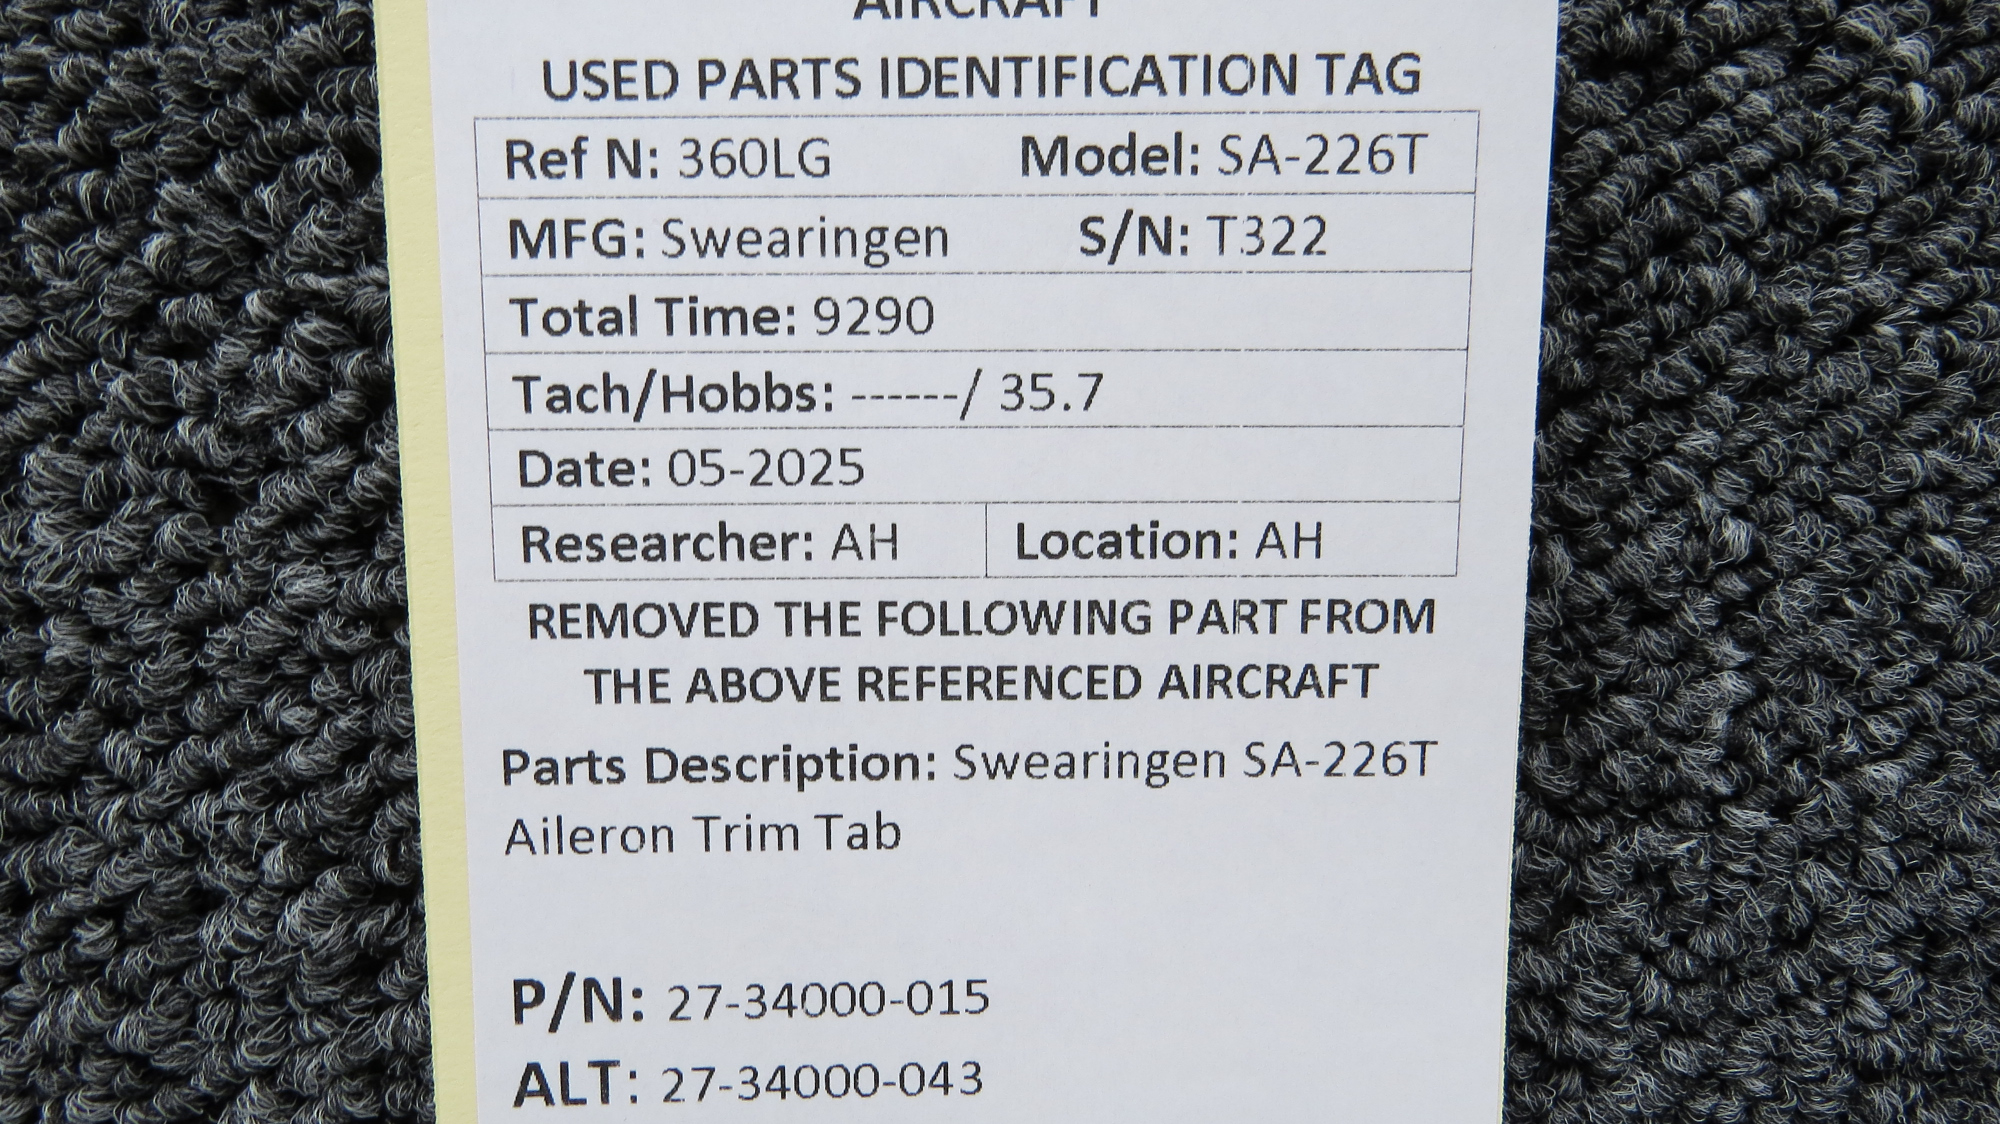 AIRCRAFT
USED PARTS IDENTIFICATION TAG
Ref N: 360LG Model: SA-226T
MFG: Swearingen S/N: T322
Total Time: 9290
Tach/Hobbs: ------/ 35.7
Date: 05-2025
Researcher: AH Location: AH
REMOVED THE FOLLOWING PART FROM
THE ABOVE REFERENCED AIRCRAFT
Parts Description: Swearingen SA-226T
Aileron Trim Tab
P/N: 27-34000-015
ALT: 27-34000-043